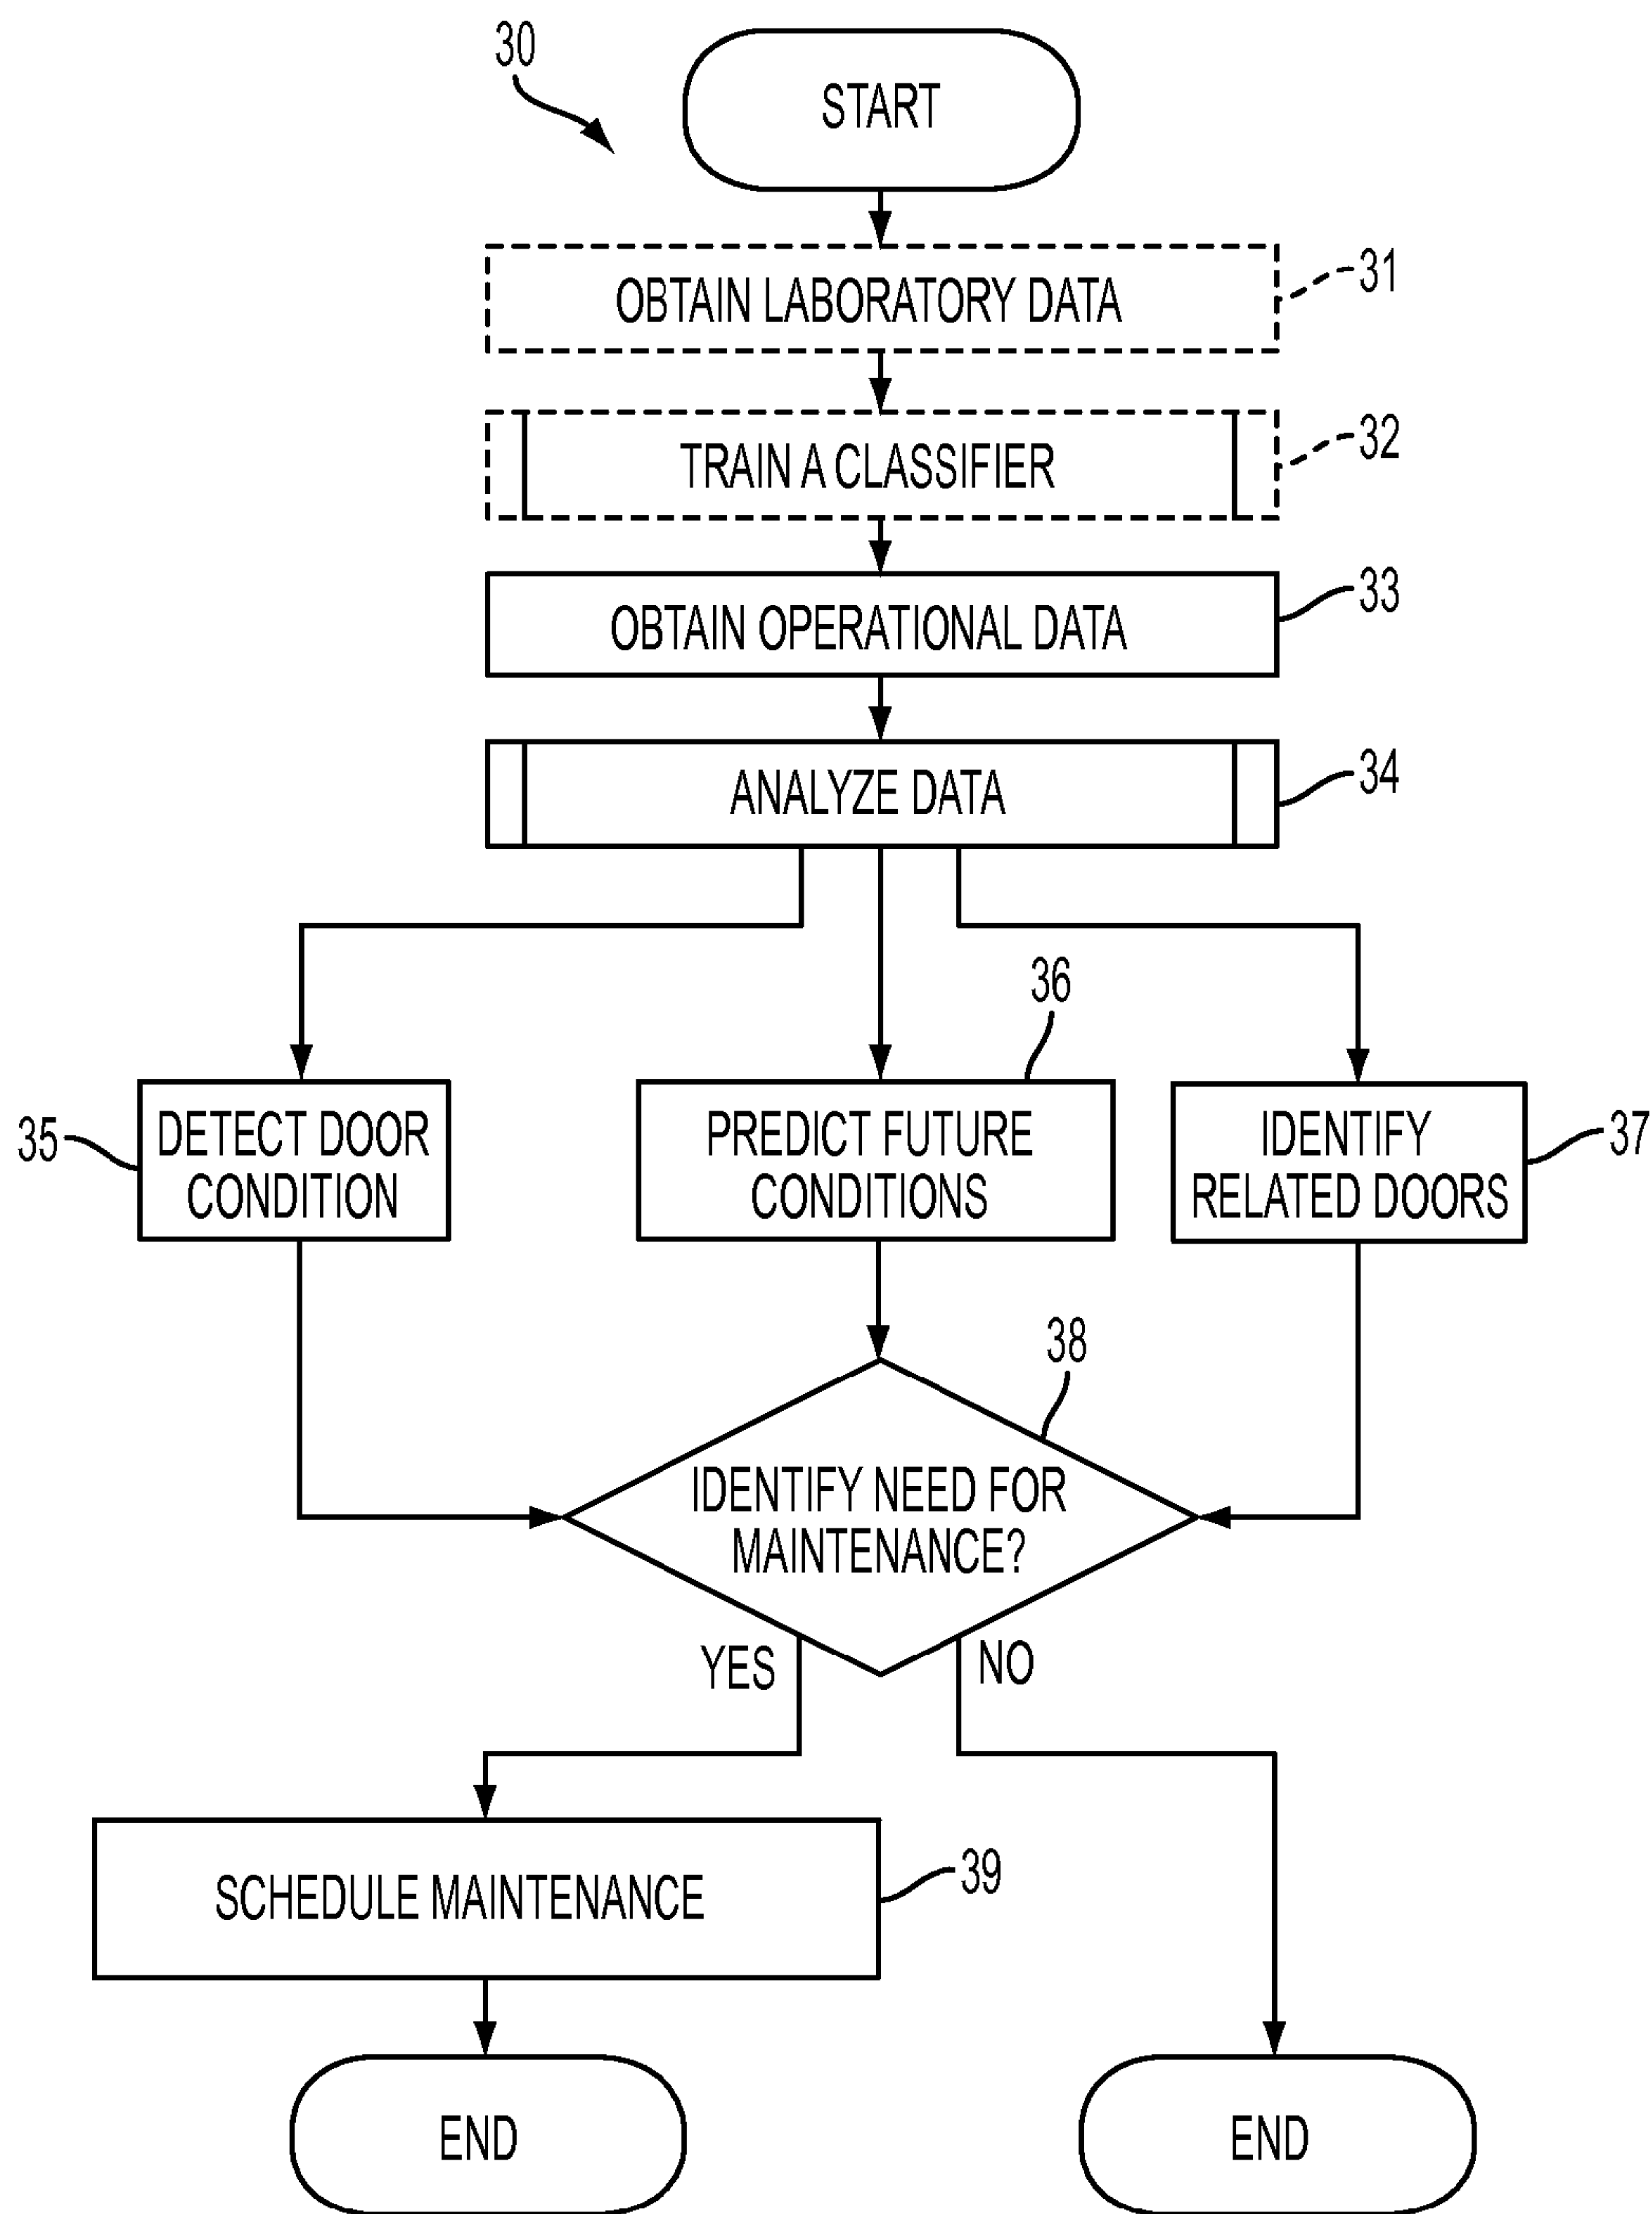 30
START
OBTAIN LABORATORY DATA
31
TRAIN A CLASSIFIER
32
OBTAIN OPERATIONAL DATA
33
ANALYZE DATA
34
35
DETECT DOOR
CONDITION
36
PREDICT FUTURE
CONDITIONS
IDENTIFY
RELATED DOORS
37
38
IDENTIFY NEED FOR
MAINTENANCE?
YES
NO
SCHEDULE MAINTENANCE
39
END
END